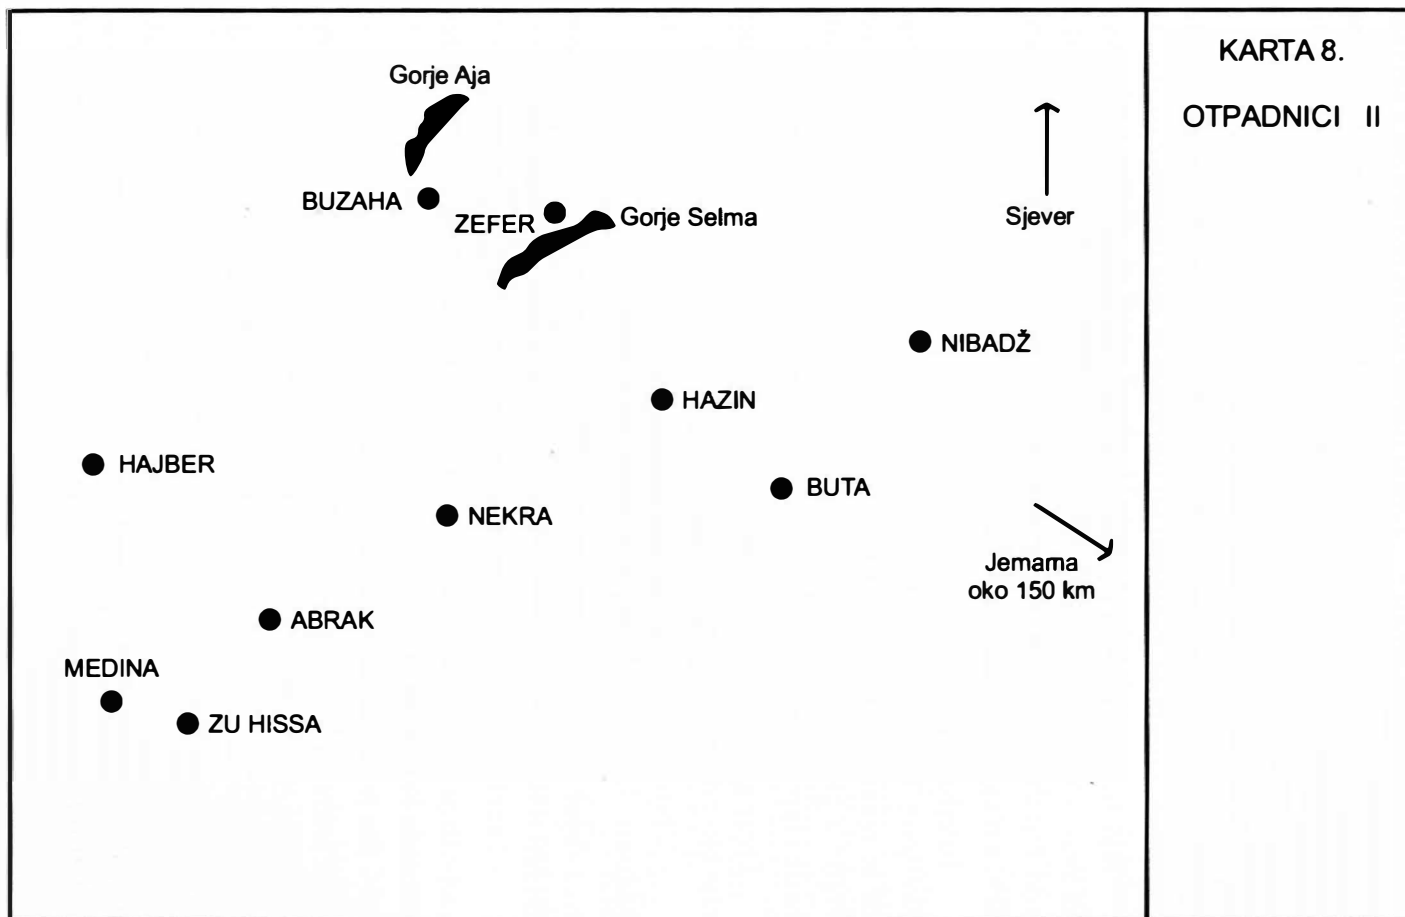 KARTA 8.
OTPADNICI II
Gorje Aja
BUZAHA
ZEFER
Gorje Selma
Sjever
NIBADŽ
HAZIN
HAJBER
BUTA
NEKRA
Jemama
oko 150 km
ABRAK
MEDINA
ZU HISSA